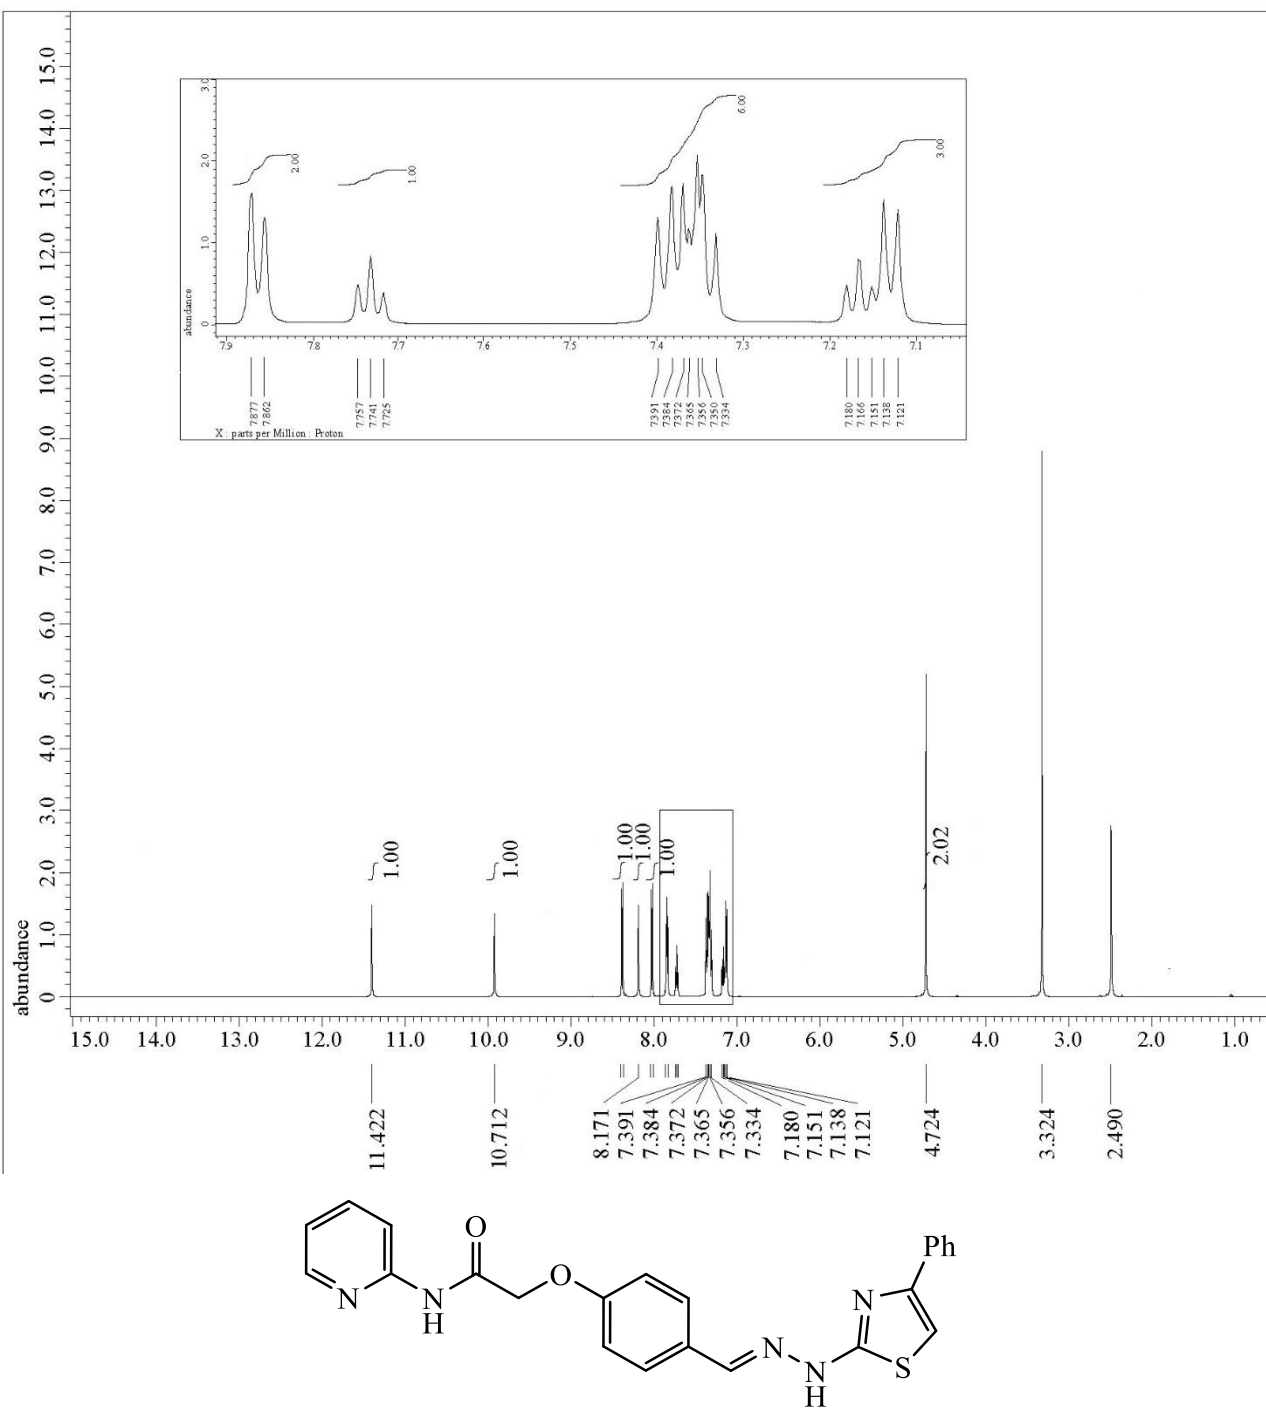 abundance
15.0
14.0
13.0
12.0
11.0
10.0
9.0
8.0
7.0
6.0
5.0
4.0
3.0
2.0
1.0
0
abundance
3.0
2.0
1.0
0
2.00
1.00
6.00
3.00
7.9 7.8 7.7 7.6 7.5 7.4 7.3 7.2 7.1
7.877 7.862 7.757 7.741 7.725 7.391 7.384 7.372 7.365 7.356 7.350 7.334 7.180 7.166 7.151 7.138 7.121
X : parts per Million : Proton
1.00 1.00 1.00 1.00 1.00 2.02
15.0 14.0 13.0 12.0 11.0 10.0 9.0 8.0 7.0 6.0 5.0 4.0 3.0 2.0 1.0
11.422 10.712 8.171 7.391 7.384 7.372 7.365 7.356 7.334 7.180 7.151 7.138 7.121 4.724 3.324 2.490
O
Ph
O
N
N
N
H
N
N
H
S